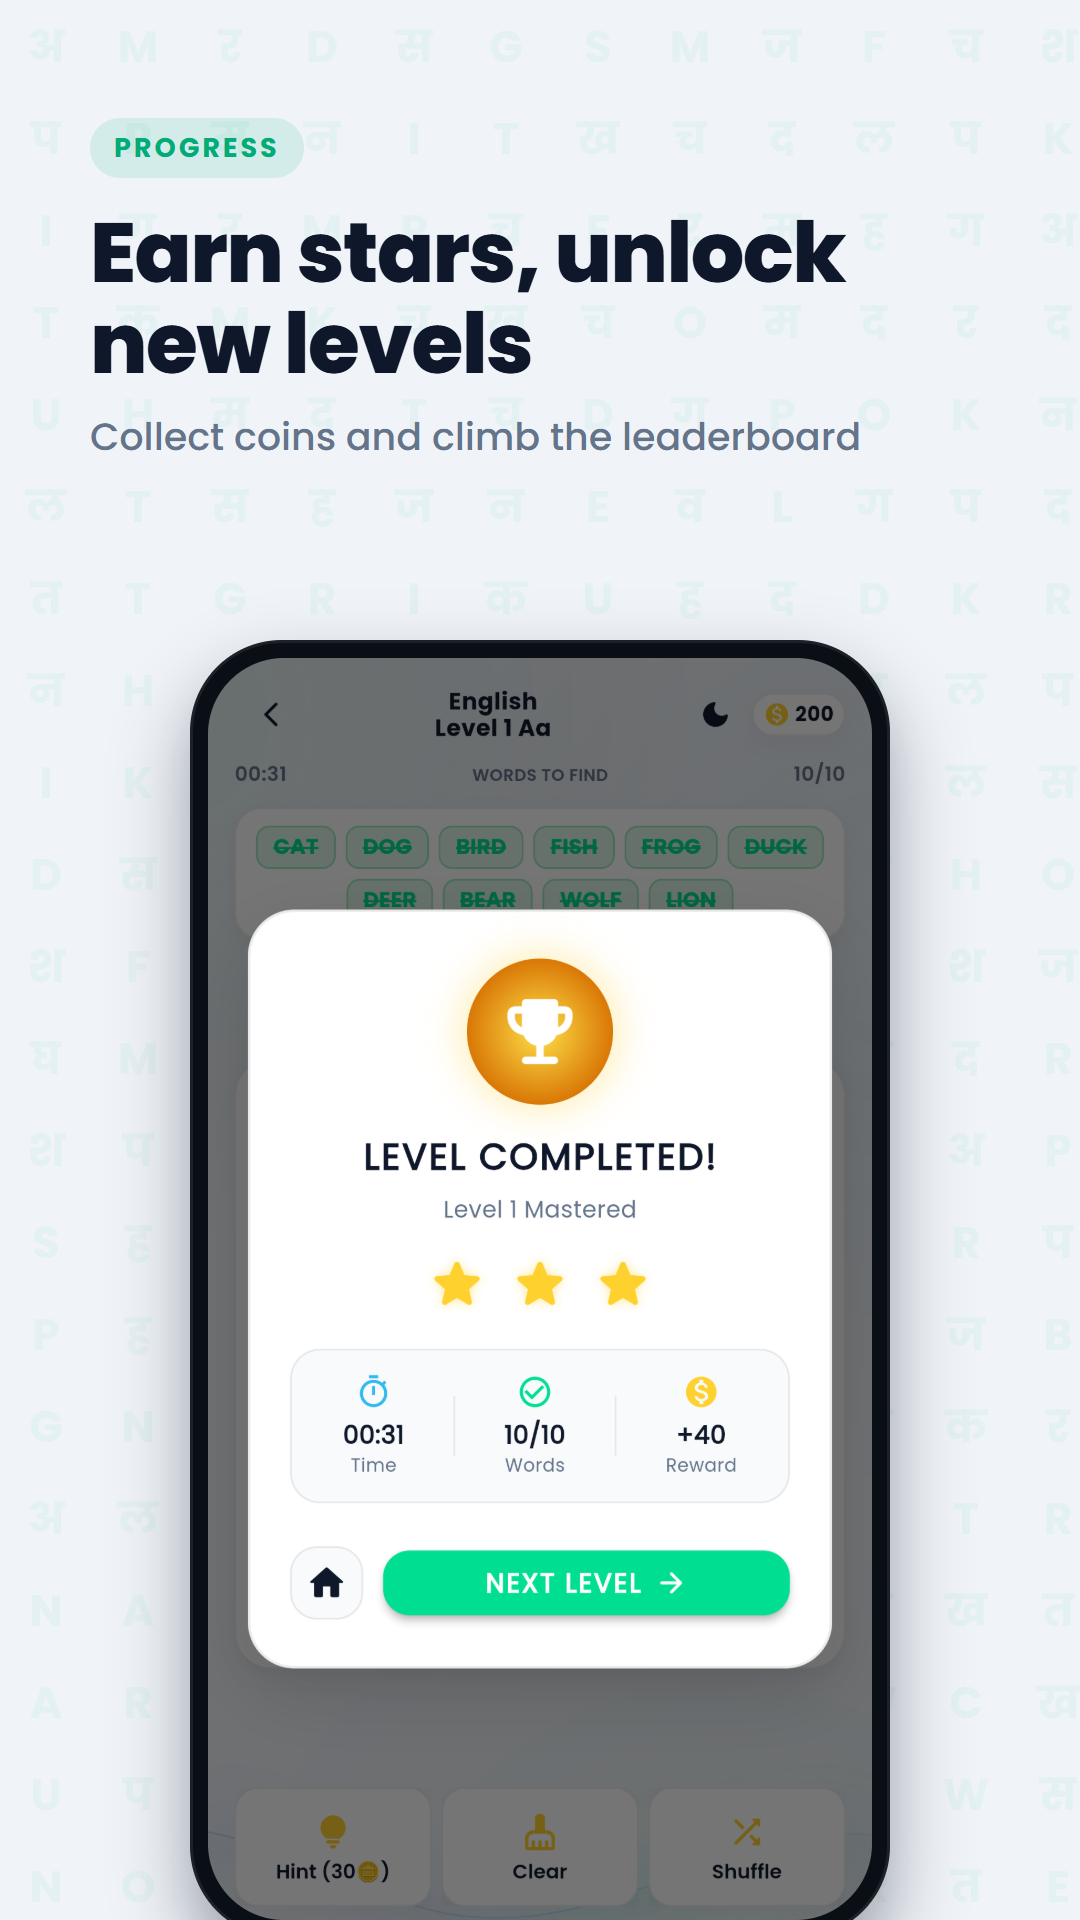 PROGRESS
Earn stars, unlock
new levels
Collect coins and climb the leaderboard
English
Level 1 Aa
200
00:31
WORDS TO FIND
10/10
CAT DOG BIRD FISH FROG DUCK
DEER BEAR WOLF LION
LEVEL COMPLETED!
Level 1 Mastered
00:31 10/10 +40
Time Words Reward
NEXT LEVEL
Hint (30🪙) Clear Shuffle